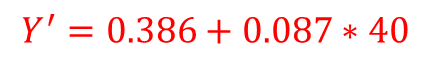 Y′ = 0.386 + 0.087 ∗ 40